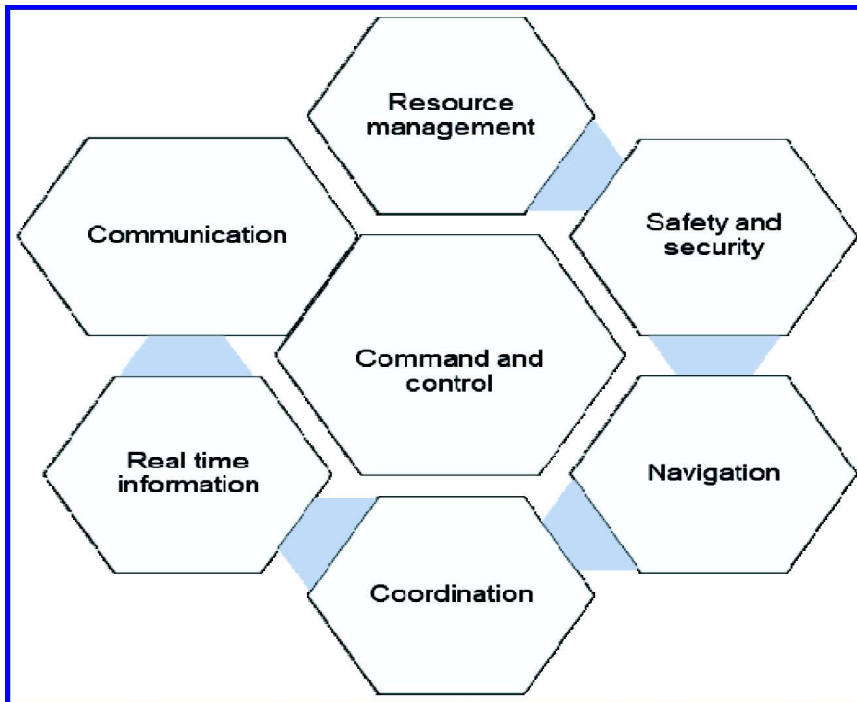 Resource
management
Communication
Safety and
security
Command and
control
Real time
information
Navigation
Coordination